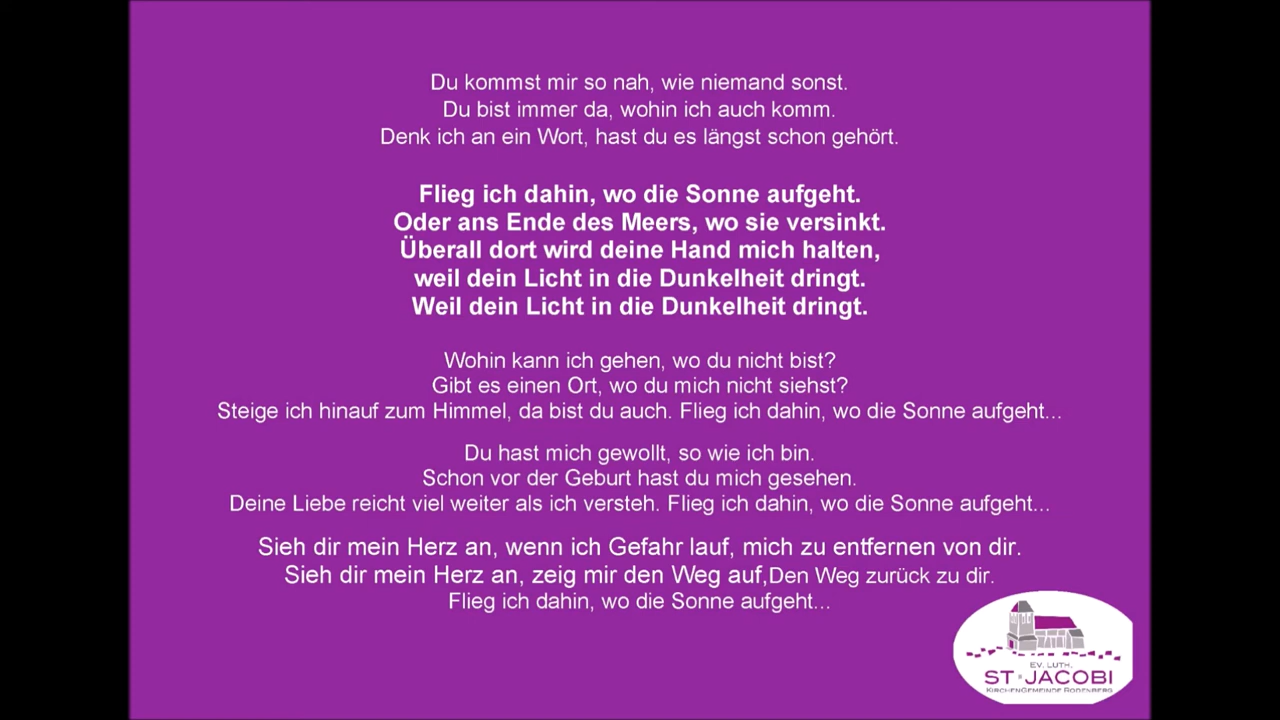 Du kommst mir so nah, wie niemand sonst.
Du bist immer da, wohin ich auch komm.
Denk ich an ein Wort, hast du es längst schon gehört.
Flieg ich dahin, wo die Sonne aufgeht.
Oder ans Ende des Meers, wo sie versinkt.
Überall dort wird deine Hand mich halten,
weil dein Licht in die Dunkelheit dringt.
Weil dein Licht in die Dunkelheit dringt.
Wohin kann ich gehen, wo du nicht bist?
Gibt es einen Ort, wo du mich nicht siehst?
Steige ich hinauf zum Himmel, da bist du auch. Flieg ich dahin, wo die Sonne aufgeht...
Du hast mich gewollt, so wie ich bin.
Schon vor der Geburt hast du mich gesehen.
Deine Liebe reicht viel weiter als ich versteh. Flieg ich dahin, wo die Sonne aufgeht...
Sieh dir mein Herz an, wenn ich Gefahr lauf, mich zu entfernen von dir.
Sieh dir mein Herz an, zeig mir den Weg auf,Den Weg zurück zu dir.
Flieg ich dahin, wo die Sonne aufgeht...
EV. LUTH.
ST·JACOBI
KIRCHENGEMEINDE RODENBERG